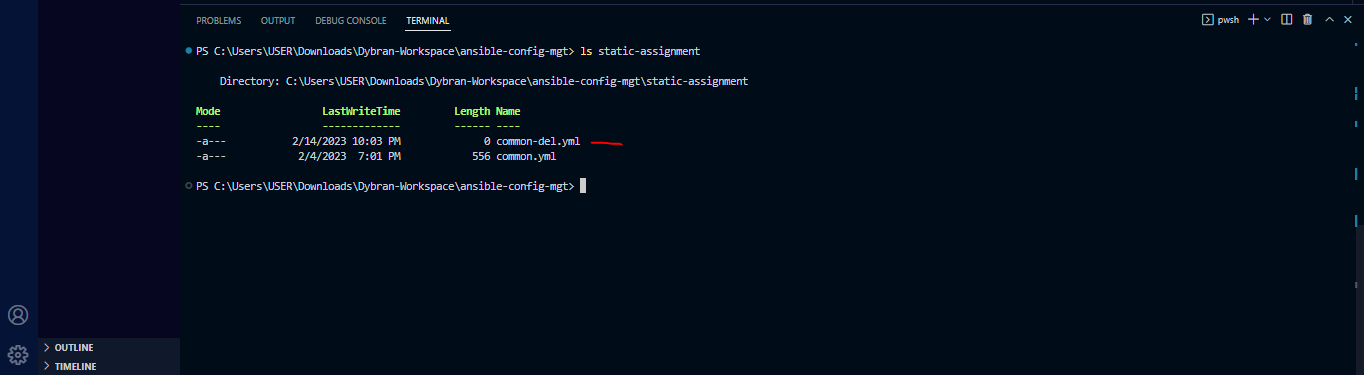 PROBLEMS OUTPUT DEBUG CONSOLE TERMINAL pwsh
PS C:\Users\USER\Downloads\Dybran-Workspace\ansible-config-mgt> ls static-assignment
Directory: C:\Users\USER\Downloads\Dybran-Workspace\ansible-config-mgt\static-assignment
Mode LastWriteTime Length Name
---- ------------- ------ ----
-a--- 2/14/2023 10:03 PM 0 common-del.yml
-a--- 2/4/2023 7:01 PM 556 common.yml
PS C:\Users\USER\Downloads\Dybran-Workspace\ansible-config-mgt>
OUTLINE
TIMELINE